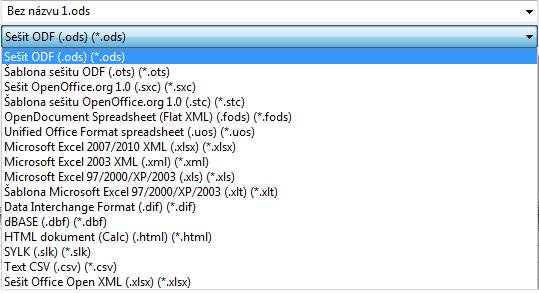 Bez názvu 1.ods
Sešit ODF (.ods) (*.ods)
Sešit ODF (.ods) (*.ods)
Šablona sešitu ODF (.ots) (*.ots)
Sešit OpenOffice.org 1.0 (.sxc) (*.sxc)
Šablona sešitu OpenOffice.org 1.0 (.stc) (*.stc)
OpenDocument Spreadsheet (Flat XML) (.fods) (*.fods)
Unified Office Format spreadsheet (.uos) (*.uos)
Microsoft Excel 2007/2010 XML (.xlsx) (*.xlsx)
Microsoft Excel 2003 XML (.xml) (*.xml)
Microsoft Excel 97/2000/XP/2003 (.xls) (*.xls)
Šablona Microsoft Excel 97/2000/XP/2003 (.xlt) (*.xlt)
Data Interchange Format (.dif) (*.dif)
dBASE (.dbf) (*.dbf)
HTML dokument (Calc) (.html) (*.html)
SYLK (.slk) (*.slk)
Text CSV (.csv) (*.csv)
Sešit Office Open XML (.xlsx) (*.xlsx)